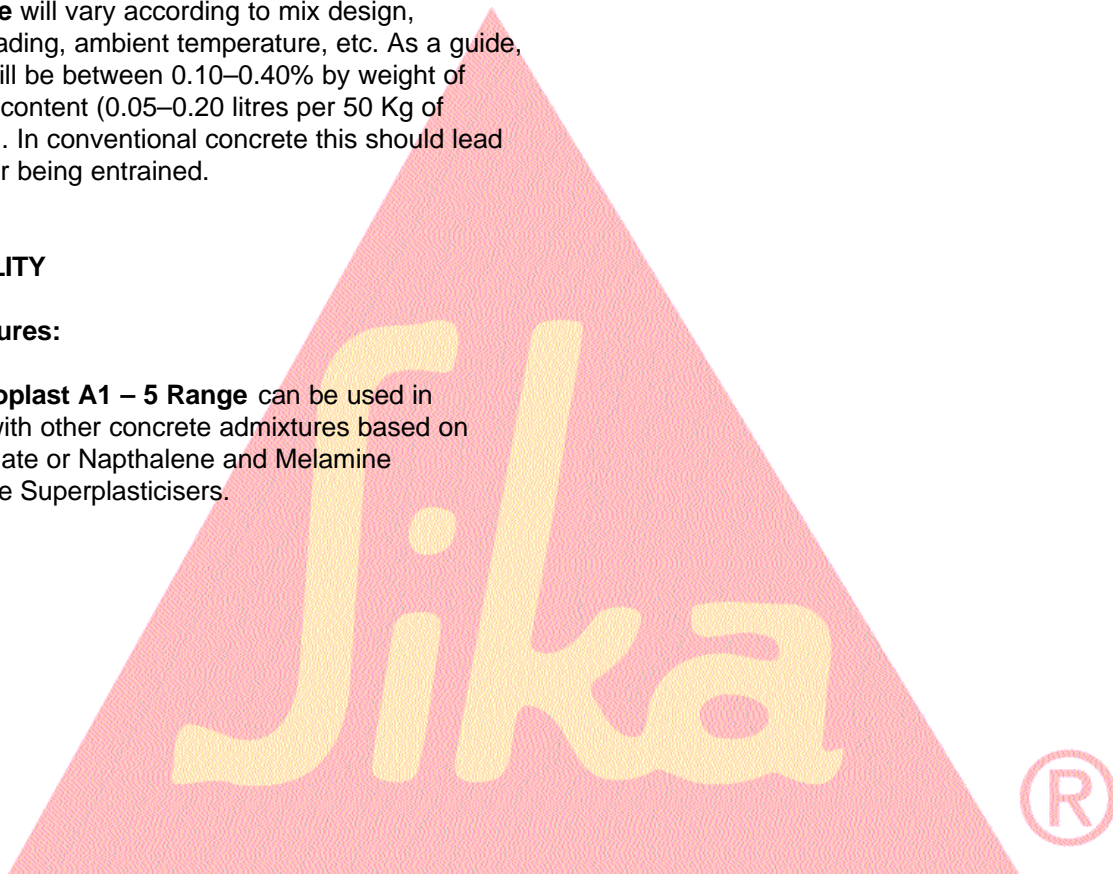 e will vary according to mix design,
ading, ambient temperature, etc. As a guide,
ill be between 0.10–0.40% by weight of
content (0.05–0.20 litres per 50 Kg of
. In conventional concrete this should lead
r being entrained.
LITY
ures:
oplast A1 – 5 Range can be used in
with other concrete admixtures based on
ate or Napthalene and Melamine
e Superplasticisers.
Sika
®